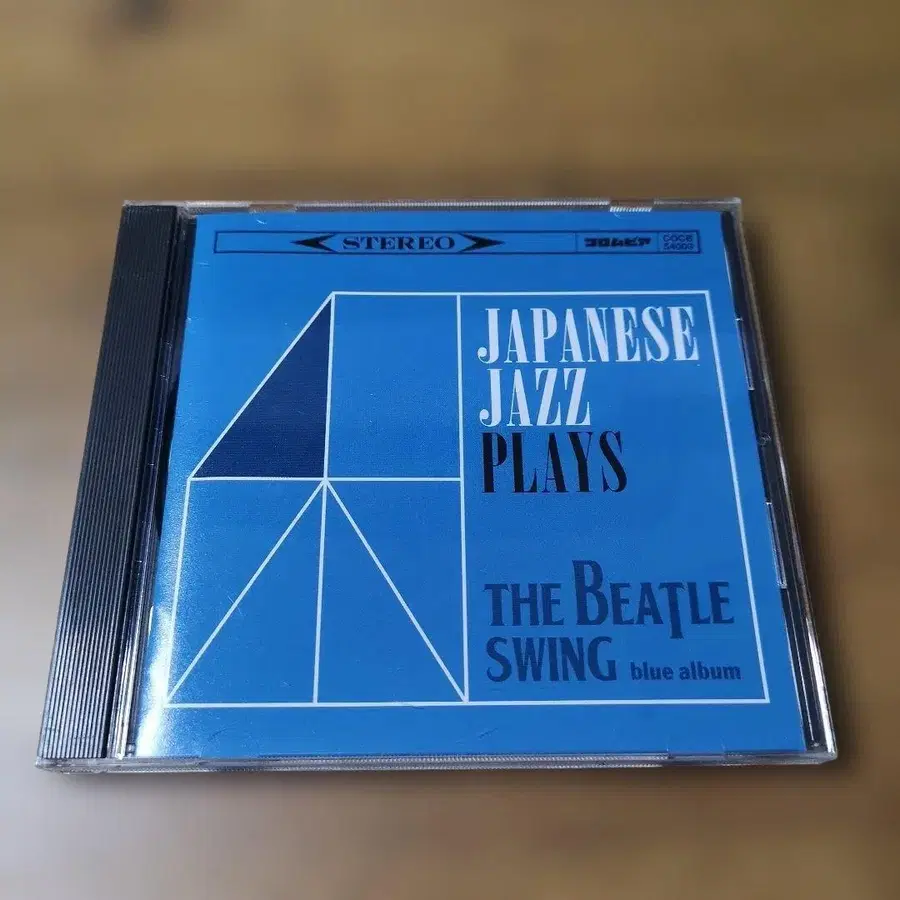 STEREO
コロムビア
COCB
JAPANESE
JAZZ
PLAYS
THE BEATLE
SWING blue album